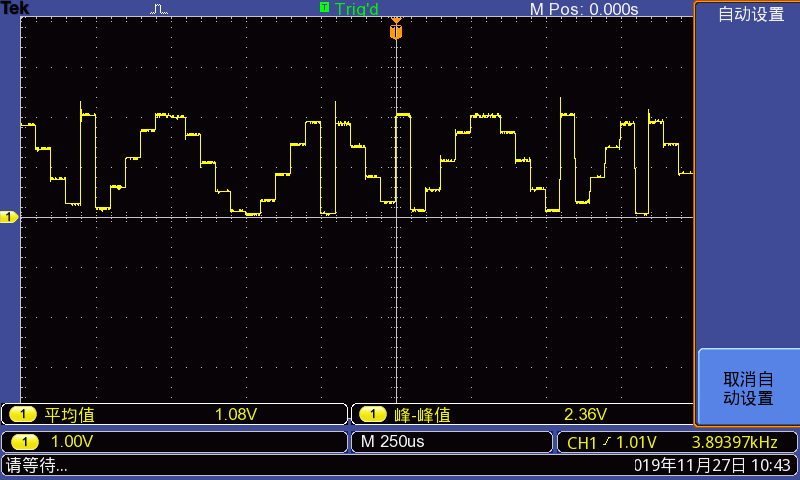 Tek T Trig'd M Pos: 0.000s
自动设置
T
1
取消自
动设置
1 平均值 1.08V 1 峰-峰值 2.36V
1 1.00V M 250us CH1 1.01V 3.89397kHz
请等待... 019年11月27日 10:43